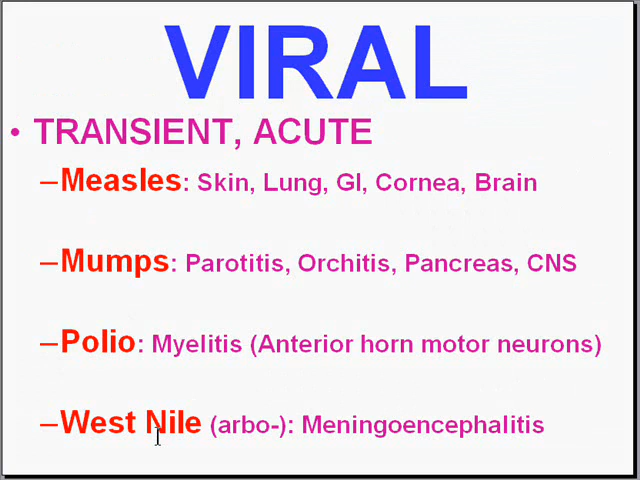 VIRAL
• TRANSIENT, ACUTE
–Measles: Skin, Lung, GI, Cornea, Brain
–Mumps: Parotitis, Orchitis, Pancreas, CNS
–Polio: Myelitis (Anterior horn motor neurons)
–West Nile (arbo-): Meningoencephalitis